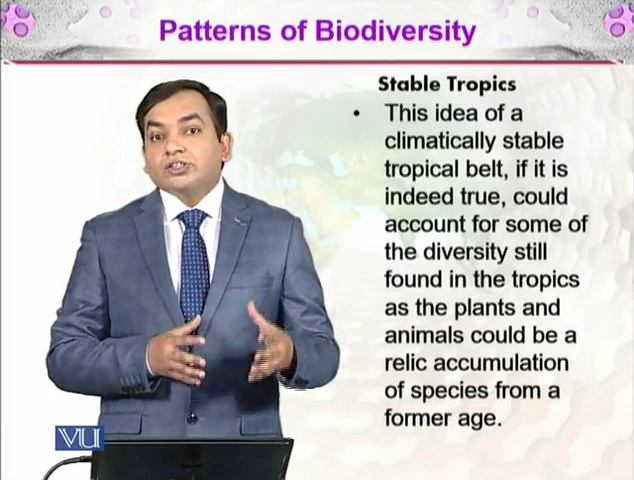 Patterns of Biodiversity
Stable Tropics
• This idea of a
climatically stable
tropical belt, if it is
indeed true, could
account for some of
the diversity still
found in the tropics
as the plants and
animals could be a
relic accumulation
of species from a
former age.
VU